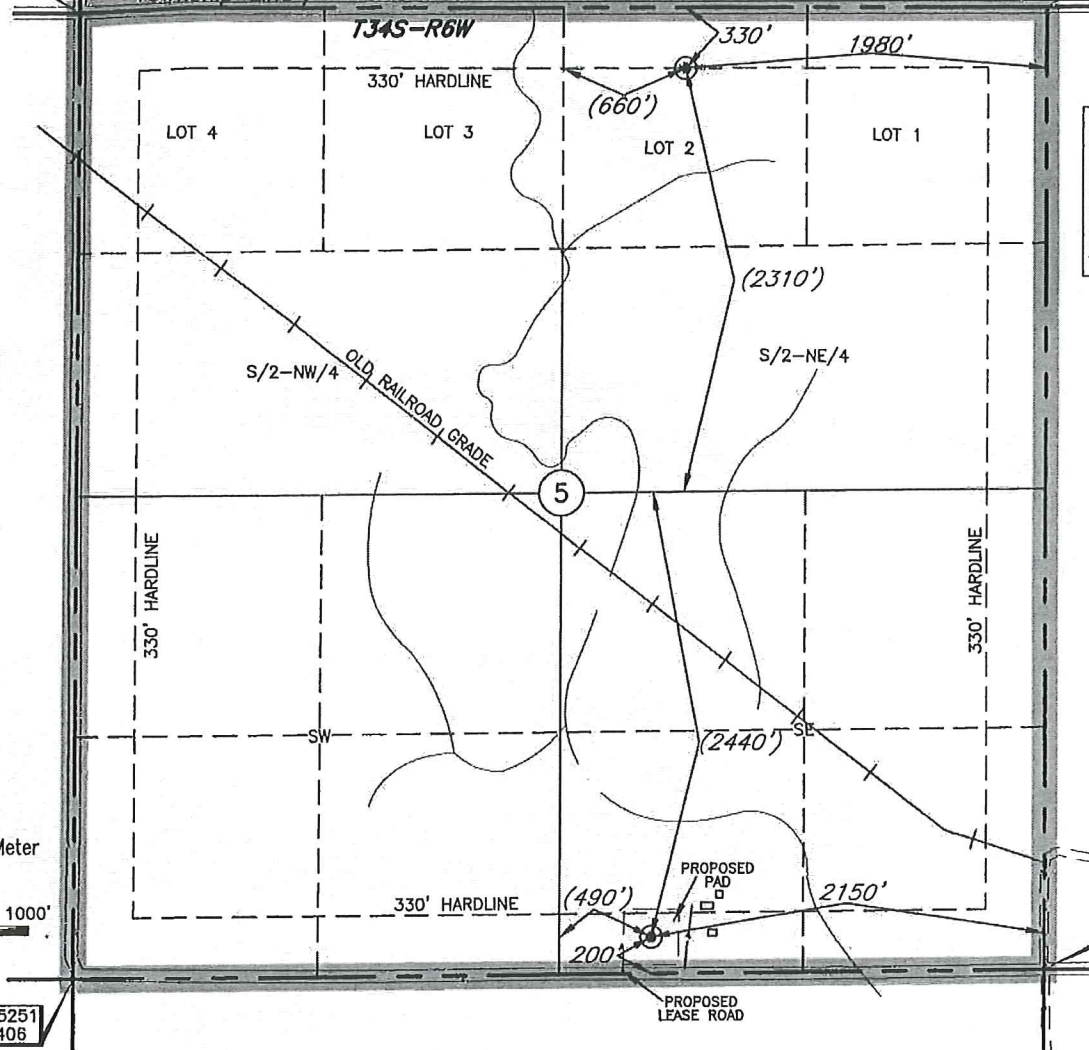 T34S-R6W
330'
1980'
330' HARDLINE
(660')
LOT 4
LOT 3
LOT 2
LOT 1
(2310')
S/2-NW/4
OLD RAILROAD GRADE
S/2-NE/4
5
330' HARDLINE
330' HARDLINE
SW
(2440')
SE
Meter
1000'
330' HARDLINE
(490')
PROPOSED
PAD
2150'
200'
PROPOSED
LEASE ROAD
5251
406